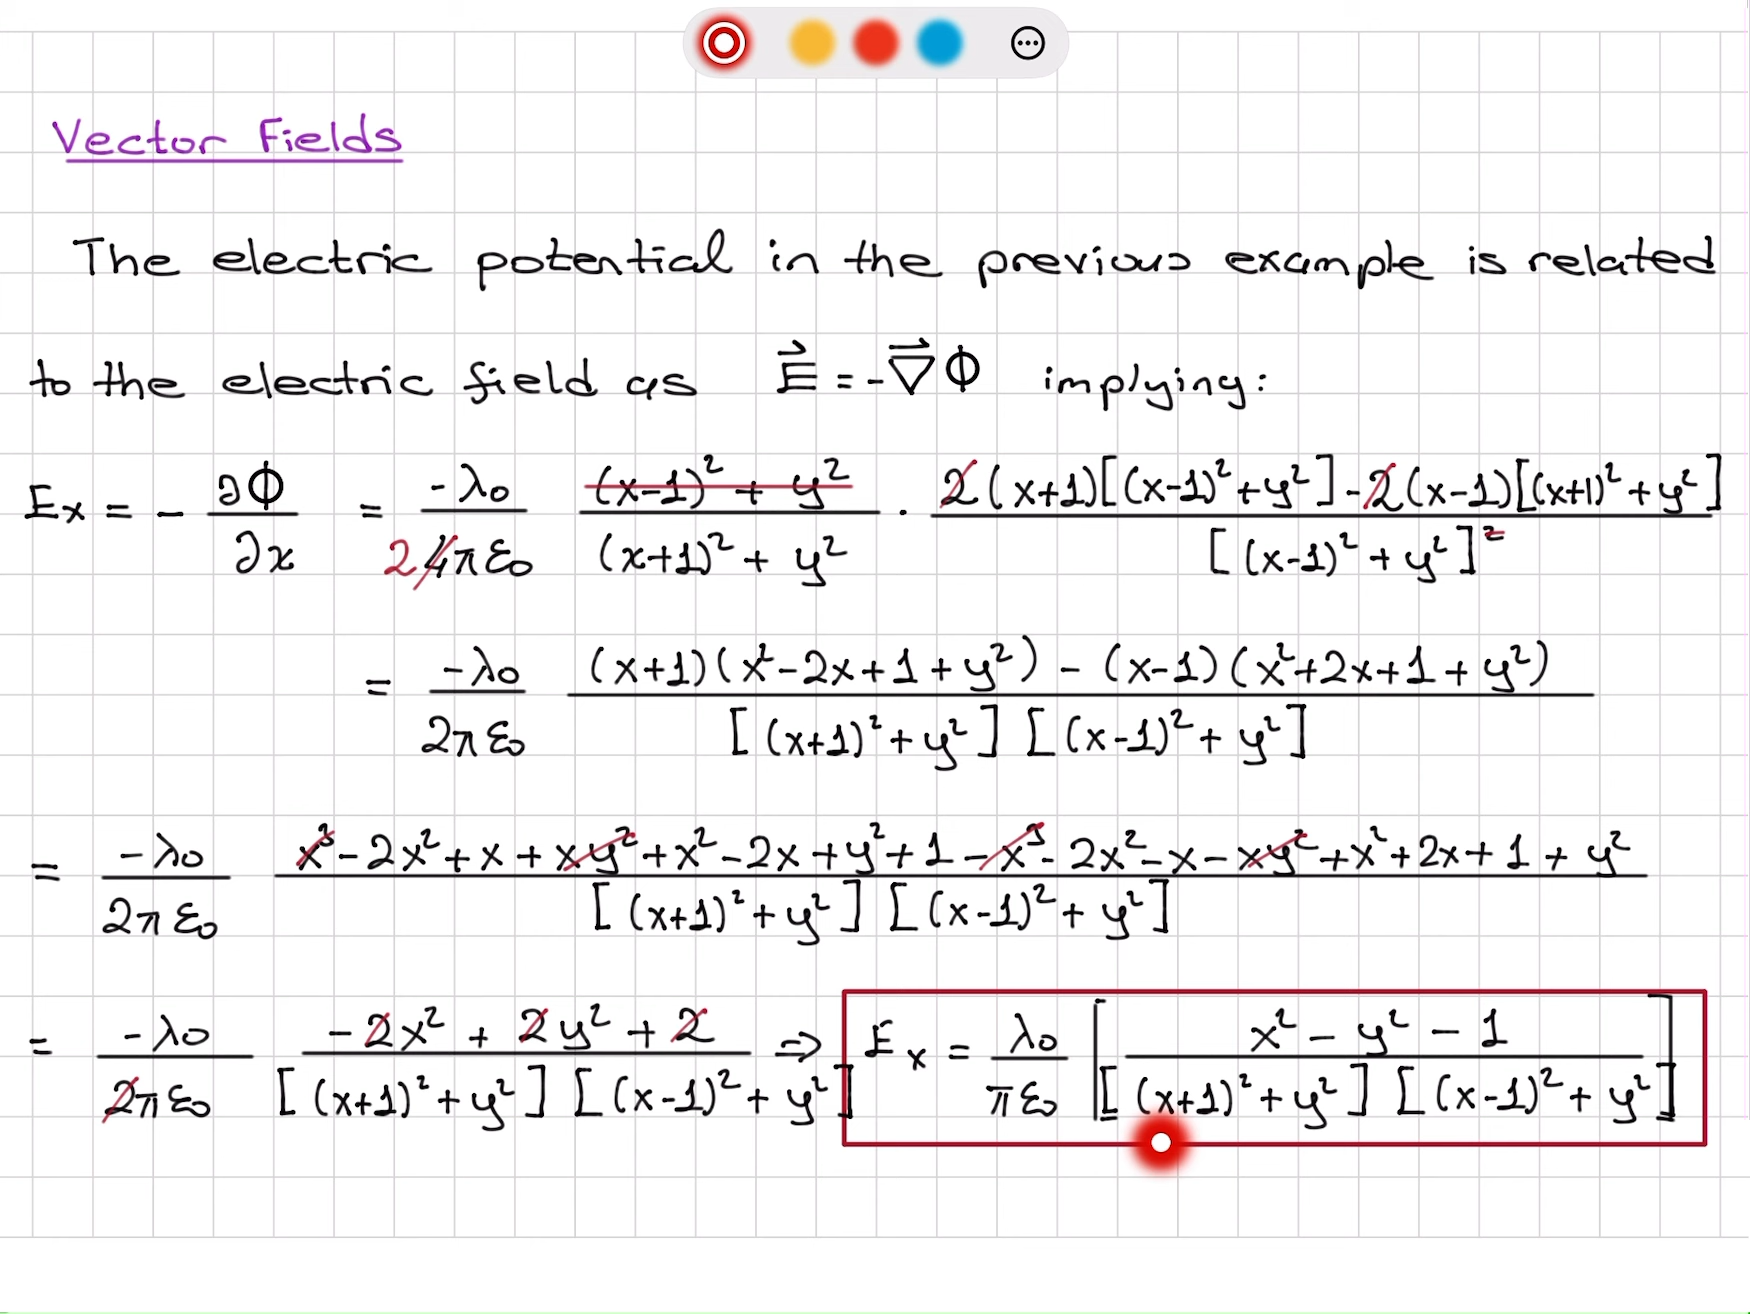 Vector Fields
The electric potential in the previous example is related
to the electric field as E⃗ = -∇⃗Φ implying:
Ex = - ∂Φ/∂x = -λ0/(2 4πε0) ((x-1)² + y²)/((x+1)² + y²) · (2(x+1)[(x-1)² + y²] - 2(x-1)[(x+1)² + y²])/[(x-1)² + y²]²
= -λ0/(2πε0) ((x+1)(x² - 2x + 1 + y²) - (x-1)(x² + 2x + 1 + y²))/([(x+1)² + y²] [(x-1)² + y²])
= -λ0/(2πε0) (x³ - 2x² + x + xy² + x² - 2x + y² + 1 - x³ - 2x² - x - xy² + x² + 2x + 1 + y²)/([(x+1)² + y²] [(x-1)² + y²])
= -λ0/(2πε0) (-2x² + 2y² + 2)/([(x+1)² + y²] [(x-1)² + y²]) ⇒ Ex = λ0/(πε0) [(x² - y² - 1)/([(x+1)² + y²] [(x-1)² + y²])]